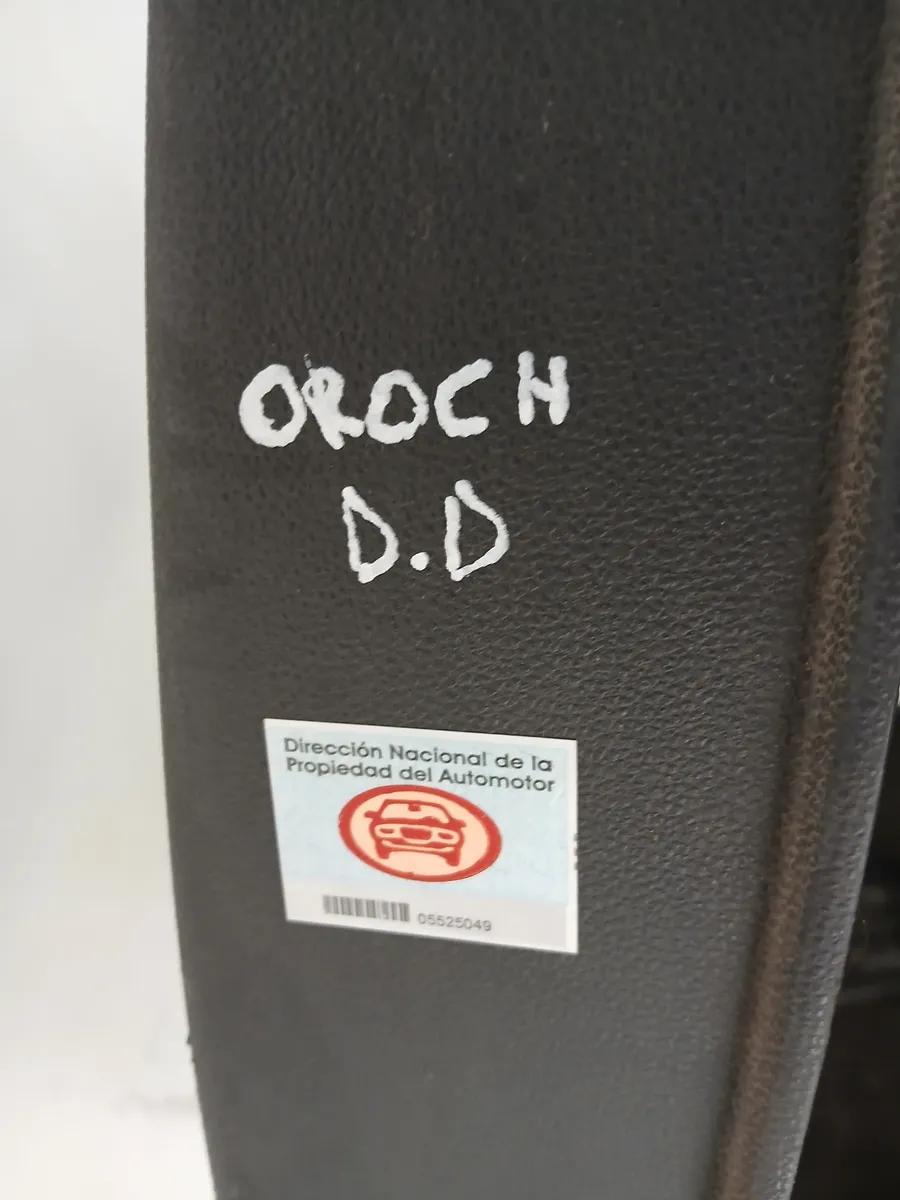 OROCH
D.D
Dirección Nacional de la
Propiedad del Automotor
05525049